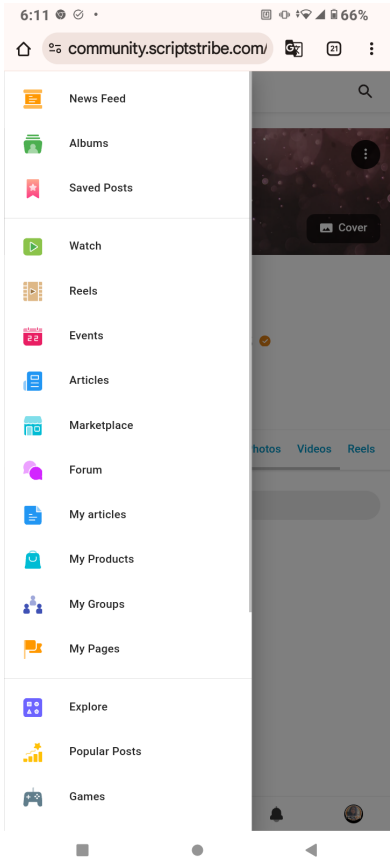 6:11 66%
community.scriptstribe.com/ 21
News Feed
Albums
Saved Posts
Cover
Watch
Reels
Events
Articles
Marketplace
hotos Videos Reels
Forum
My articles
My Products
My Groups
My Pages
Explore
Popular Posts
Games